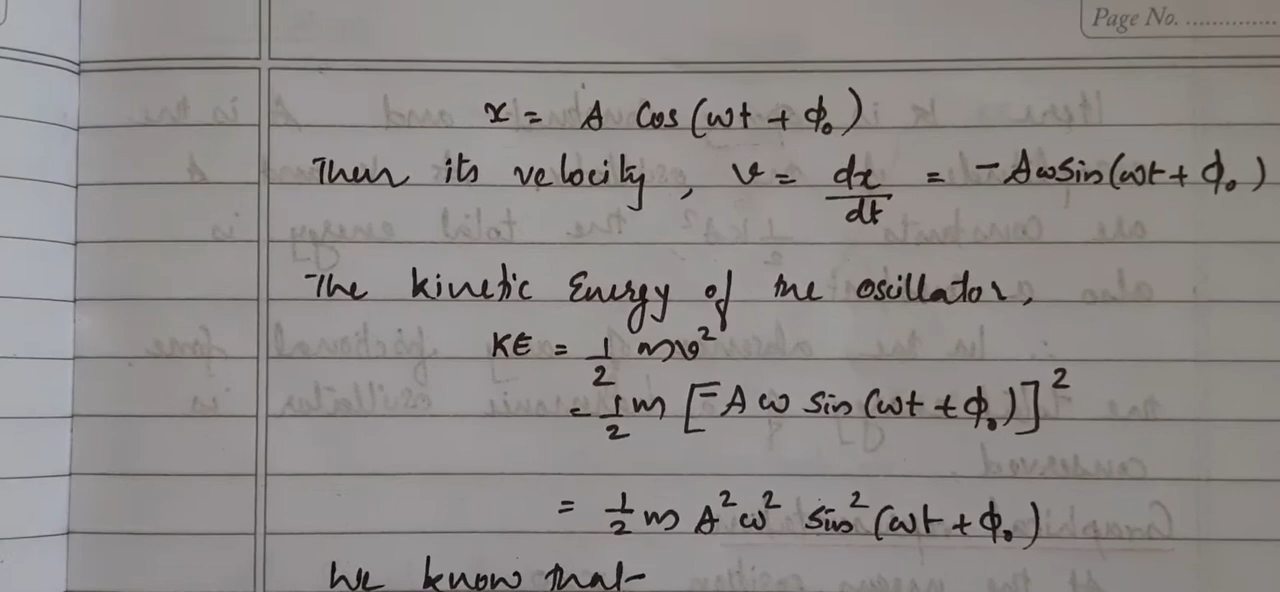 Page No. ..............
x = A Cos (ωt + ϕ₀)
Then its velocity, v = dx/dt = -Aω Sin (ωt + ϕ₀)
The kinetic Energy of the oscillator,
KE = 1/2 mv²
= 1/2 m [-A ω Sin (ωt + ϕ₀)]²
= 1/2 m A² ω² Sin² (ωt + ϕ₀)
We know that-